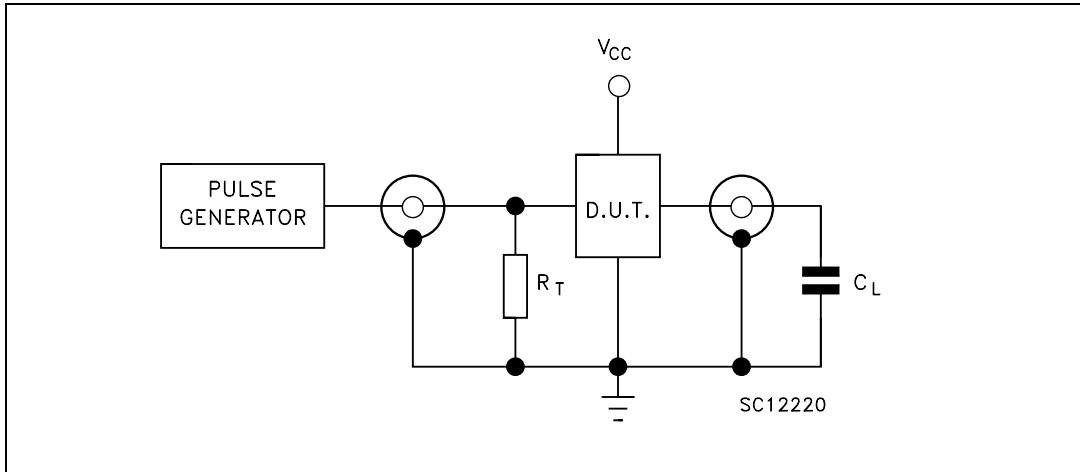 VCC
PULSE
GENERATOR
D.U.T.
RT
CL
SC12220